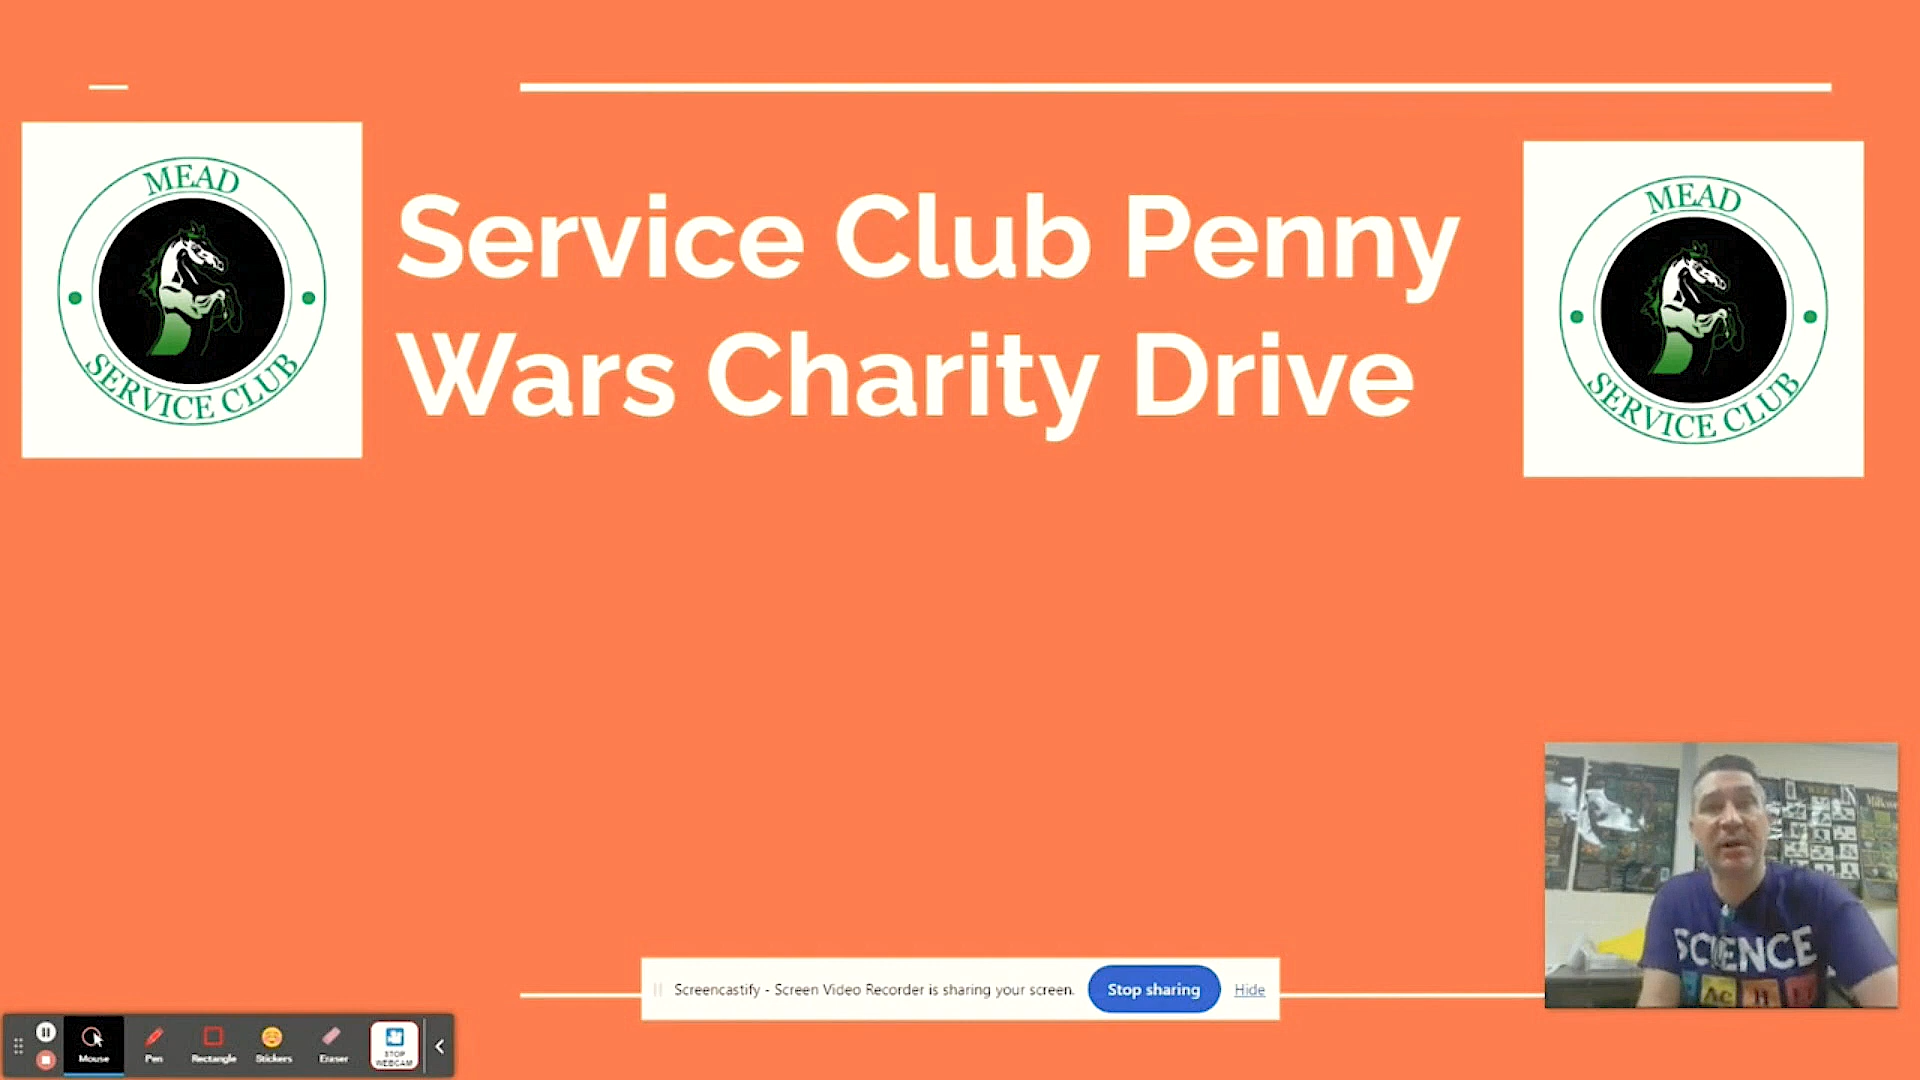 MEAD
SERVICE CLUB
Service Club Penny
Wars Charity Drive
MEAD
SERVICE CLUB
SCIENCE
Screencastify - Screen Video Recorder is sharing your screen.
Stop sharing
Hide
Mouse
Pen
Rectangle
Stickers
Eraser
STOP
WEBCAM